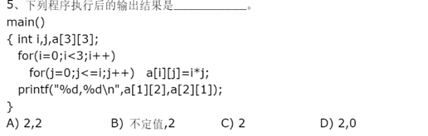 5、下列程序执行后的输出结果是__________。
main()
{ int i,j,a[3][3];
for(i=0;i<3;i++)
for(j=0;j<=i;j++) a[i][j]=i*j;
printf("%d,%d\n",a[1][2],a[2][1]);
}
A) 2,2 B) 不定值,2 C) 2 D) 2,0